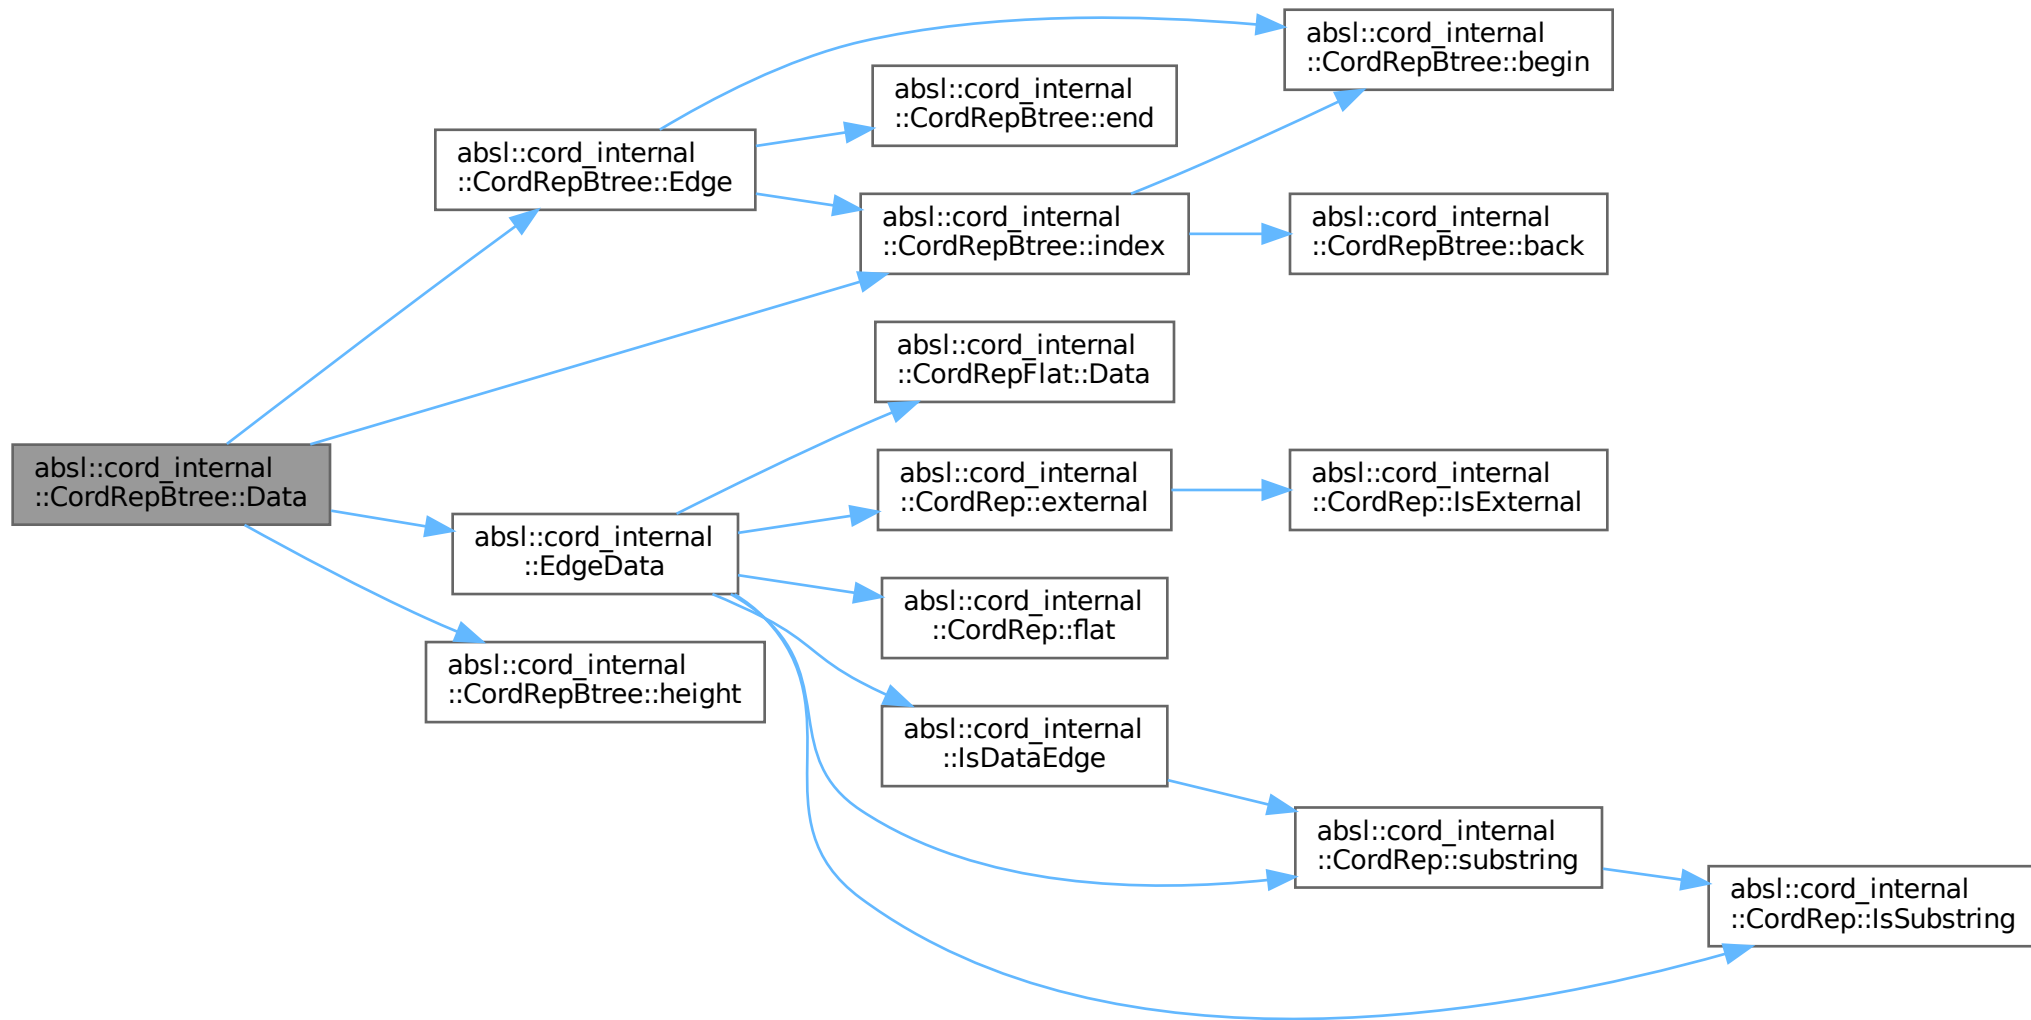 absl::cord_internal
::CordRepBtree::Data
absl::cord_internal
::CordRepBtree::Edge
absl::cord_internal
::EdgeData
absl::cord_internal
::CordRepBtree::height
absl::cord_internal
::CordRepBtree::end
absl::cord_internal
::CordRepBtree::index
absl::cord_internal
::CordRepFlat::Data
absl::cord_internal
::CordRep::external
absl::cord_internal
::CordRep::flat
absl::cord_internal
::IsDataEdge
absl::cord_internal
::CordRepBtree::begin
absl::cord_internal
::CordRepBtree::back
absl::cord_internal
::CordRep::IsExternal
absl::cord_internal
::CordRep::substring
absl::cord_internal
::CordRep::IsSubstring